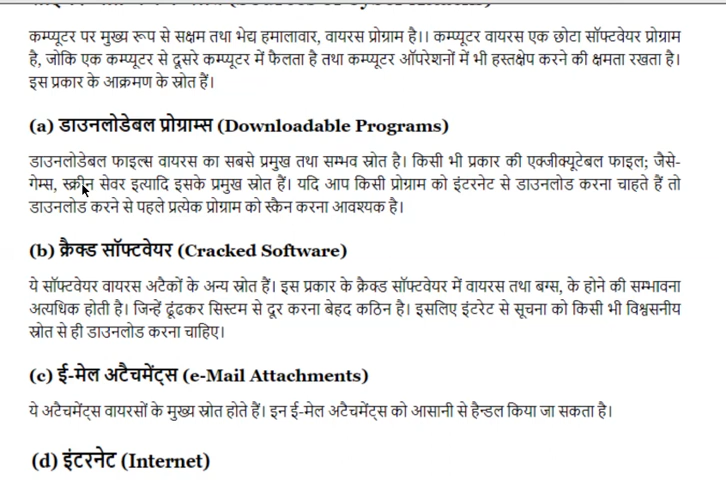 कम्प्यूटर पर मुख्य रूप से सक्षम तथा भेद्य हमालावार, वायरस प्रोग्राम है।। कम्प्यूटर वायरस एक छोटा सॉफ्टवेयर प्रोग्राम
है, जोकि एक कम्प्यूटर से दूसरे कम्प्यूटर में फैलता है तथा कम्प्यूटर ऑपरेशनों में भी हस्तक्षेप करने की क्षमता रखता है।
इस प्रकार के आक्रमण के स्रोत हैं।
(a) डाउनलोडेबल प्रोग्राम्स (Downloadable Programs)
डाउनलोडेबल फाइल्स वायरस का सबसे प्रमुख तथा सम्भव स्रोत है। किसी भी प्रकार की एक्जीक्यूटेबल फाइल; जैसे-
गेम्स, स्क्रीन सेवर इत्यादि इसके प्रमुख स्रोत हैं। यदि आप किसी प्रोग्राम को इंटरनेट से डाउनलोड करना चाहते हैं तो
डाउनलोड करने से पहले प्रत्येक प्रोग्राम को स्कैन करना आवश्यक है।
(b) क्रैक्ड सॉफ्टवेयर (Cracked Software)
ये सॉफ्टवेयर वायरस अटैकों के अन्य स्रोत हैं। इस प्रकार के क्रैक्ड सॉफ्टवेयर में वायरस तथा बग्स, के होने की सम्भावना
अत्यधिक होती है। जिन्हें ढूंढकर सिस्टम से दूर करना बेहद कठिन है। इसलिए इंटरेट से सूचना को किसी भी विश्वसनीय
स्रोत से ही डाउनलोड करना चाहिए।
(c) ई-मेल अटैचमेंट्स (e-Mail Attachments)
ये अटैचमेंट्स वायरसों के मुख्य स्रोत होते हैं। इन ई-मेल अटैचमेंट्स को आसानी से हैन्डल किया जा सकता है।
(d) इंटरनेट (Internet)